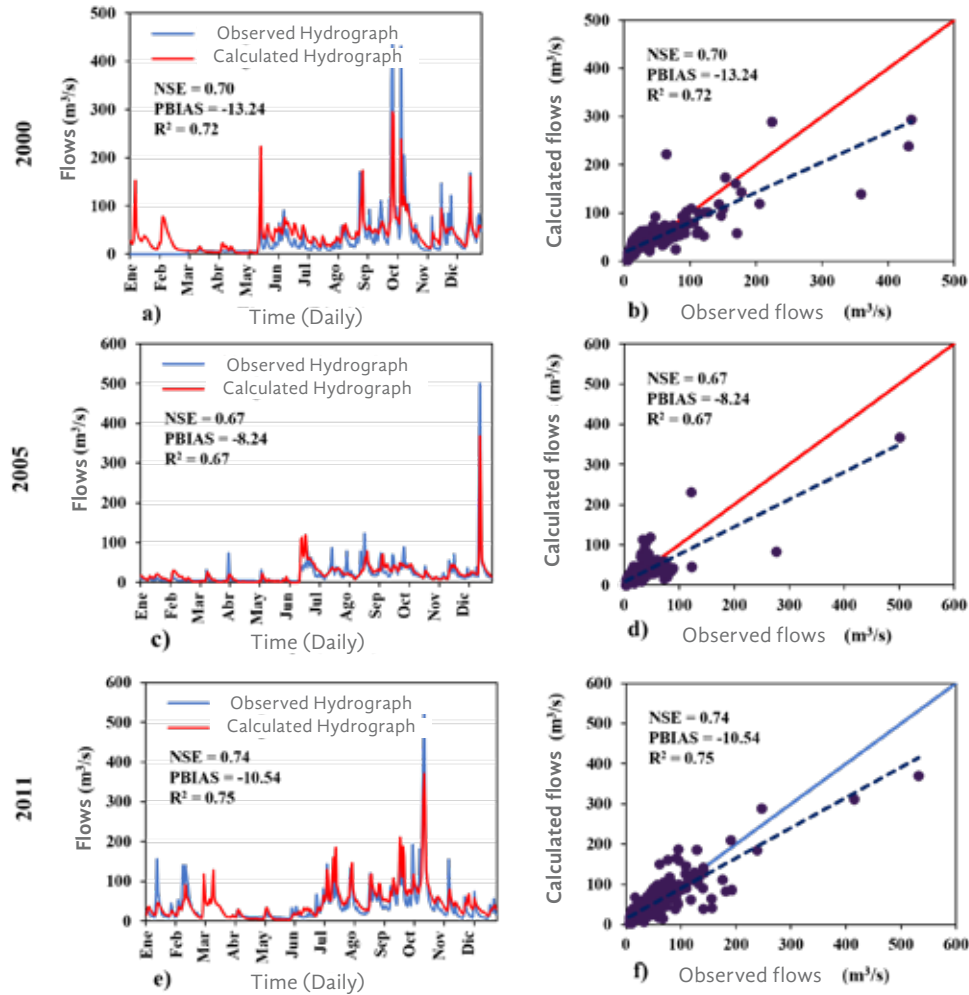 2000
Flows (m³/s)
500
400
300
200
100
0
Observed Hydrograph
Calculated Hydrograph
NSE = 0.70
PBIAS = -13.24
R² = 0.72
Ene Feb Mar Abr May Jun Jul Ago Sep Oct Nov Dic
a)
Time (Daily)
Calculated flows (m³/s)
500
400
300
200
100
0
NSE = 0.70
PBIAS = -13.24
R² = 0.72
0 100 200 300 400 500
b) Observed flows (m³/s)
2005
Flows (m³/s)
600
500
400
300
200
100
0
Observed Hydrograph
Calculated Hydrograph
NSE = 0.67
PBIAS = -8.24
R² = 0.67
Ene Feb Mar Abr May Jun Jul Ago Sep Oct Nov Dic
c)
Time (Daily)
Calculated flows (m³/s)
600
500
400
300
200
100
0
NSE = 0.67
PBIAS = -8.24
R² = 0.67
0 100 200 300 400 500 600
d) Observed flows (m³/s)
2011
Flows (m³/s)
600
500
400
300
200
100
0
Observed Hydrograph
Calculated Hydrograph
NSE = 0.74
PBIAS = -10.54
R² = 0.75
Ene Feb Mar Abr May Jun Jul Ago Sep Oct Nov Dic
e)
Time (Daily)
Calculated flows (m³/s)
600
500
400
300
200
100
0
NSE = 0.74
PBIAS = -10.54
R² = 0.75
0 100 200 300 400 500 600
f) Observed flows (m³/s)